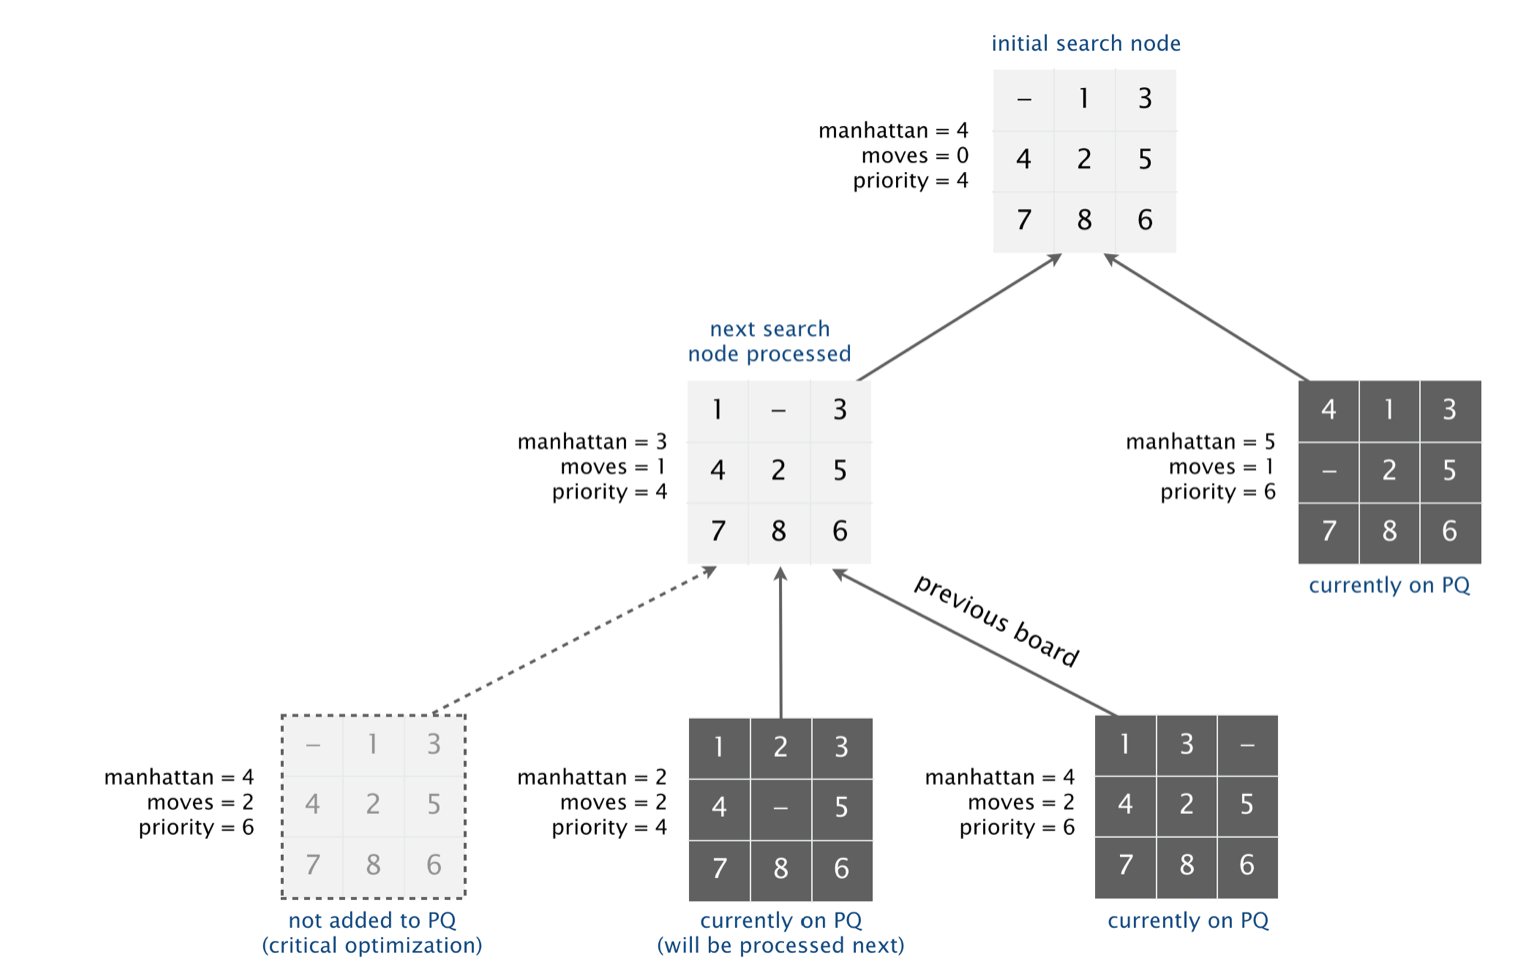 initial search node
– 1 3
manhattan = 4
moves = 0
priority = 4
4 2 5
7 8 6
next search
node processed
1 – 3
manhattan = 3
moves = 1
priority = 4
4 2 5
7 8 6
4 1 3
manhattan = 5
moves = 1
priority = 6
– 2 5
7 8 6
currently on PQ
previous board
– 1 3
manhattan = 4
moves = 2
priority = 6
4 2 5
7 8 6
not added to PQ
(critical optimization)
1 2 3
manhattan = 2
moves = 2
priority = 4
4 – 5
7 8 6
currently on PQ
(will be processed next)
1 3 –
manhattan = 4
moves = 2
priority = 6
4 2 5
7 8 6
currently on PQ